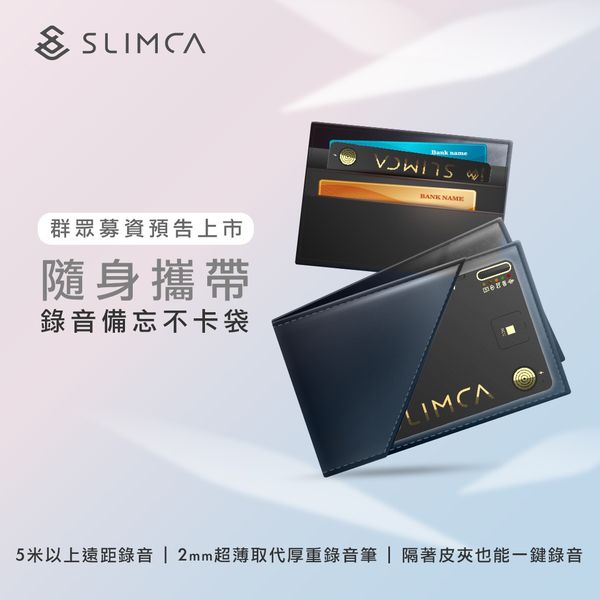 SLIMCA
群眾募資預告上市
隨身攜帶
錄音備忘不卡袋
Bank name
SLIMCA
BANK NAME
SLIMCA
5米以上遠距錄音 | 2mm超薄取代厚重錄音筆 | 隔著皮夾也能一鍵錄音